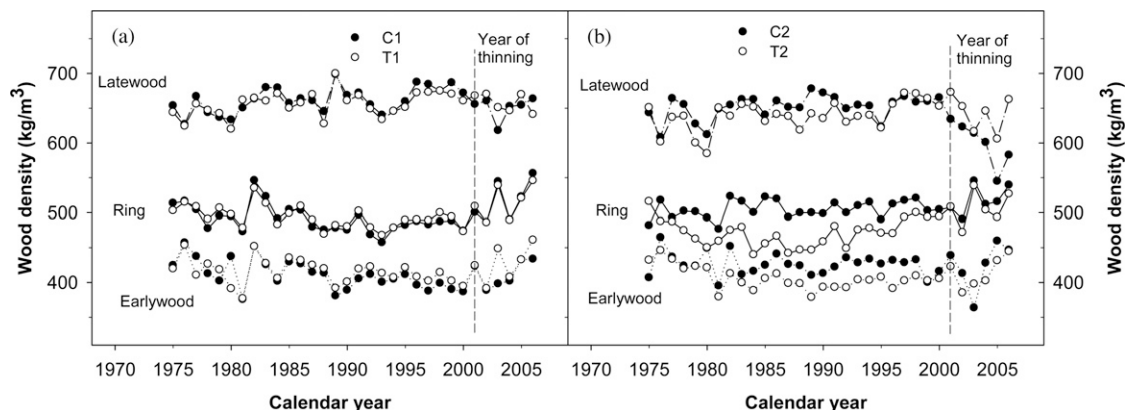 (a)
C1
T1
Year of
thinning
Latewood
Ring
Earlywood
Wood density (kg/m³)
700
600
500
400
1970 1975 1980 1985 1990 1995 2000 2005
Calendar year
(b)
C2
T2
Year of
thinning
Latewood
Ring
Earlywood
Wood density (kg/m³)
700
600
500
400
1970 1975 1980 1985 1990 1995 2000 2005
Calendar year